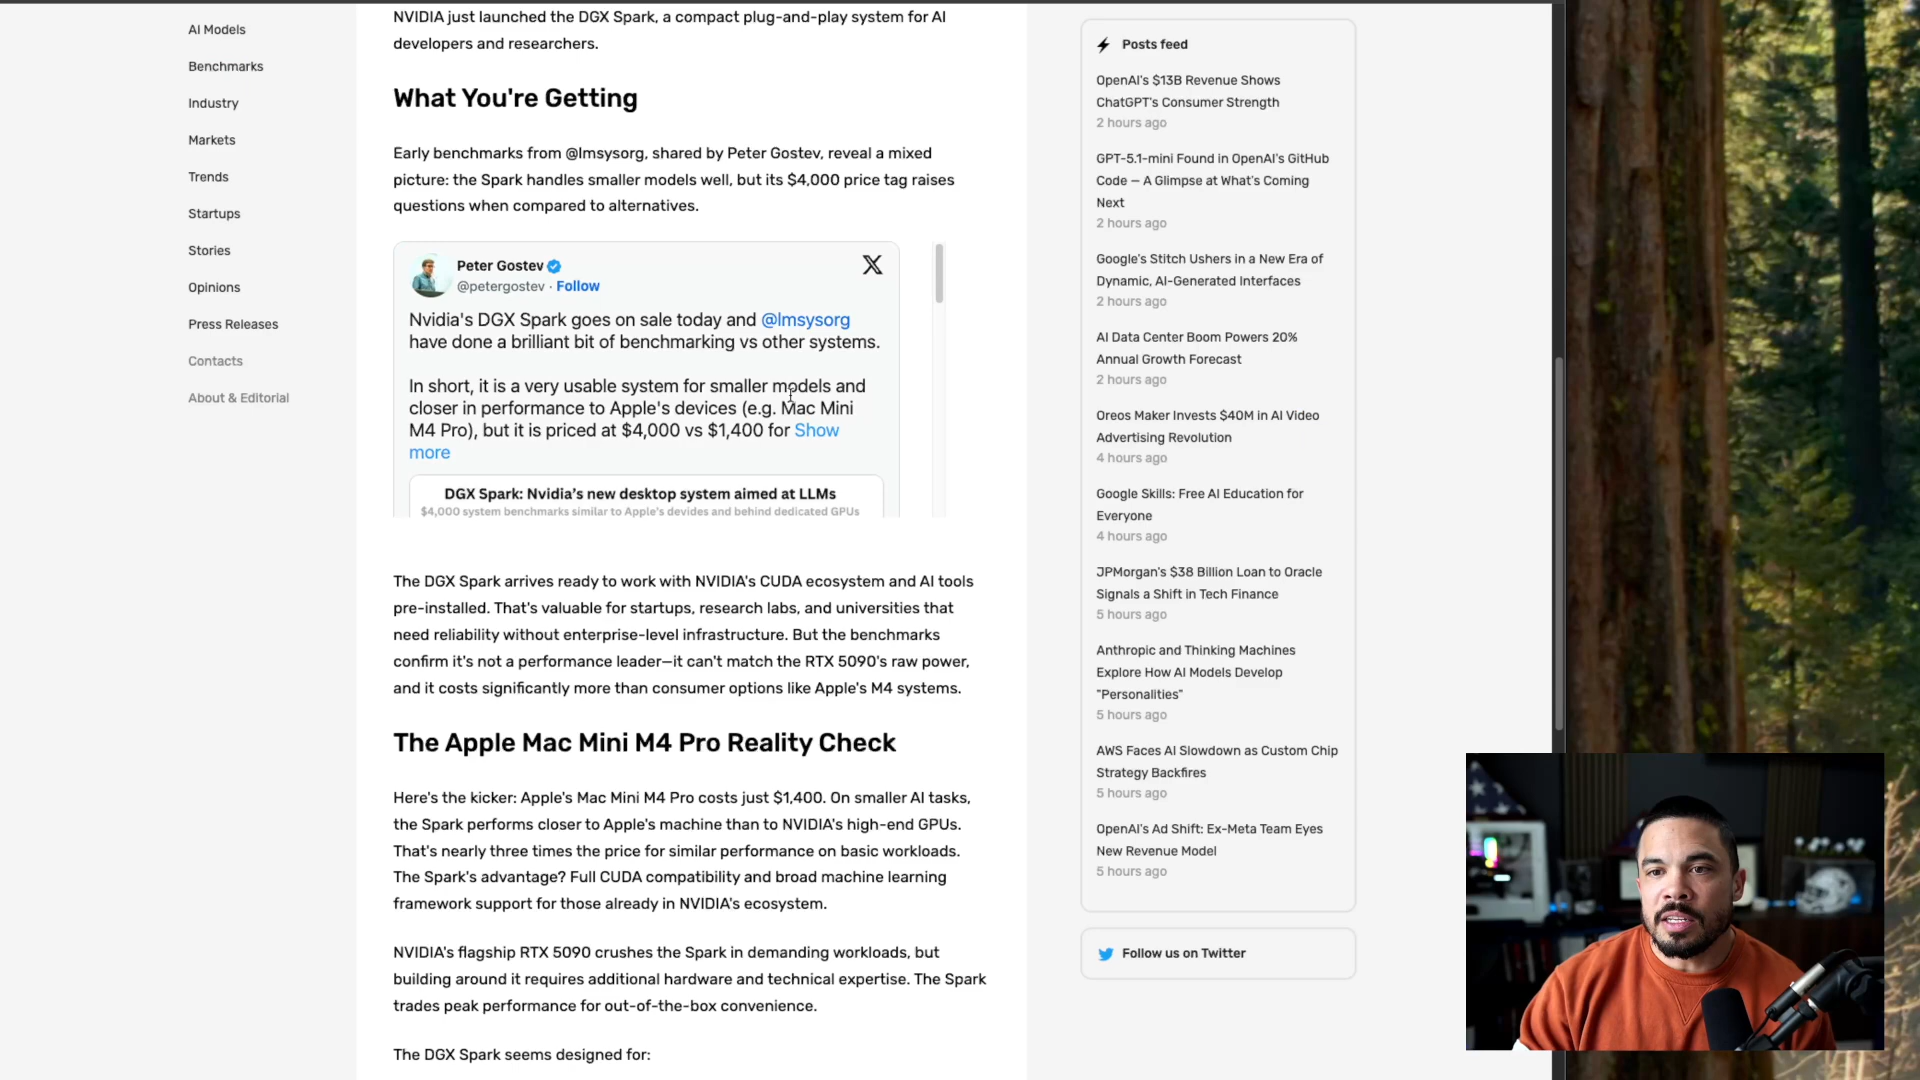 AI Models
Benchmarks
Industry
Markets
Trends
Startups
Stories
Opinions
Press Releases
Contacts
About & Editorial
NVIDIA just launched the DGX Spark, a compact plug-and-play system for AI
developers and researchers.
What You're Getting
Early benchmarks from @lmsysorg, shared by Peter Gostev, reveal a mixed
picture: the Spark handles smaller models well, but its $4,000 price tag raises
questions when compared to alternatives.
Peter Gostev
@petergostev · Follow
Nvidia's DGX Spark goes on sale today and @lmsysorg
have done a brilliant bit of benchmarking vs other systems.
In short, it is a very usable system for smaller models and
closer in performance to Apple's devices (e.g. Mac Mini
M4 Pro), but it is priced at $4,000 vs $1,400 for Show
more
DGX Spark: Nvidia's new desktop system aimed at LLMs
$4,000 system benchmarks similar to Apple's devides and behind dedicated GPUs
The DGX Spark arrives ready to work with NVIDIA's CUDA ecosystem and AI tools
pre-installed. That's valuable for startups, research labs, and universities that
need reliability without enterprise-level infrastructure. But the benchmarks
confirm it's not a performance leader—it can't match the RTX 5090's raw power,
and it costs significantly more than consumer options like Apple's M4 systems.
The Apple Mac Mini M4 Pro Reality Check
Here's the kicker: Apple's Mac Mini M4 Pro costs just $1,400. On smaller AI tasks,
the Spark performs closer to Apple's machine than to NVIDIA's high-end GPUs.
That's nearly three times the price for similar performance on basic workloads.
The Spark's advantage? Full CUDA compatibility and broad machine learning
framework support for those already in NVIDIA's ecosystem.
NVIDIA's flagship RTX 5090 crushes the Spark in demanding workloads, but
building around it requires additional hardware and technical expertise. The Spark
trades peak performance for out-of-the-box convenience.
The DGX Spark seems designed for:
Posts feed
OpenAI's $13B Revenue Shows
ChatGPT's Consumer Strength
2 hours ago
GPT-5.1-mini Found in OpenAI's GitHub
Code — A Glimpse at What's Coming
Next
2 hours ago
Google's Stitch Ushers in a New Era of
Dynamic, AI-Generated Interfaces
2 hours ago
AI Data Center Boom Powers 20%
Annual Growth Forecast
2 hours ago
Oreos Maker Invests $40M in AI Video
Advertising Revolution
4 hours ago
Google Skills: Free AI Education for
Everyone
4 hours ago
JPMorgan's $38 Billion Loan to Oracle
Signals a Shift in Tech Finance
5 hours ago
Anthropic and Thinking Machines
Explore How AI Models Develop
"Personalities"
5 hours ago
AWS Faces AI Slowdown as Custom Chip
Strategy Backfires
5 hours ago
OpenAI's Ad Shift: Ex-Meta Team Eyes
New Revenue Model
5 hours ago
Follow us on Twitter